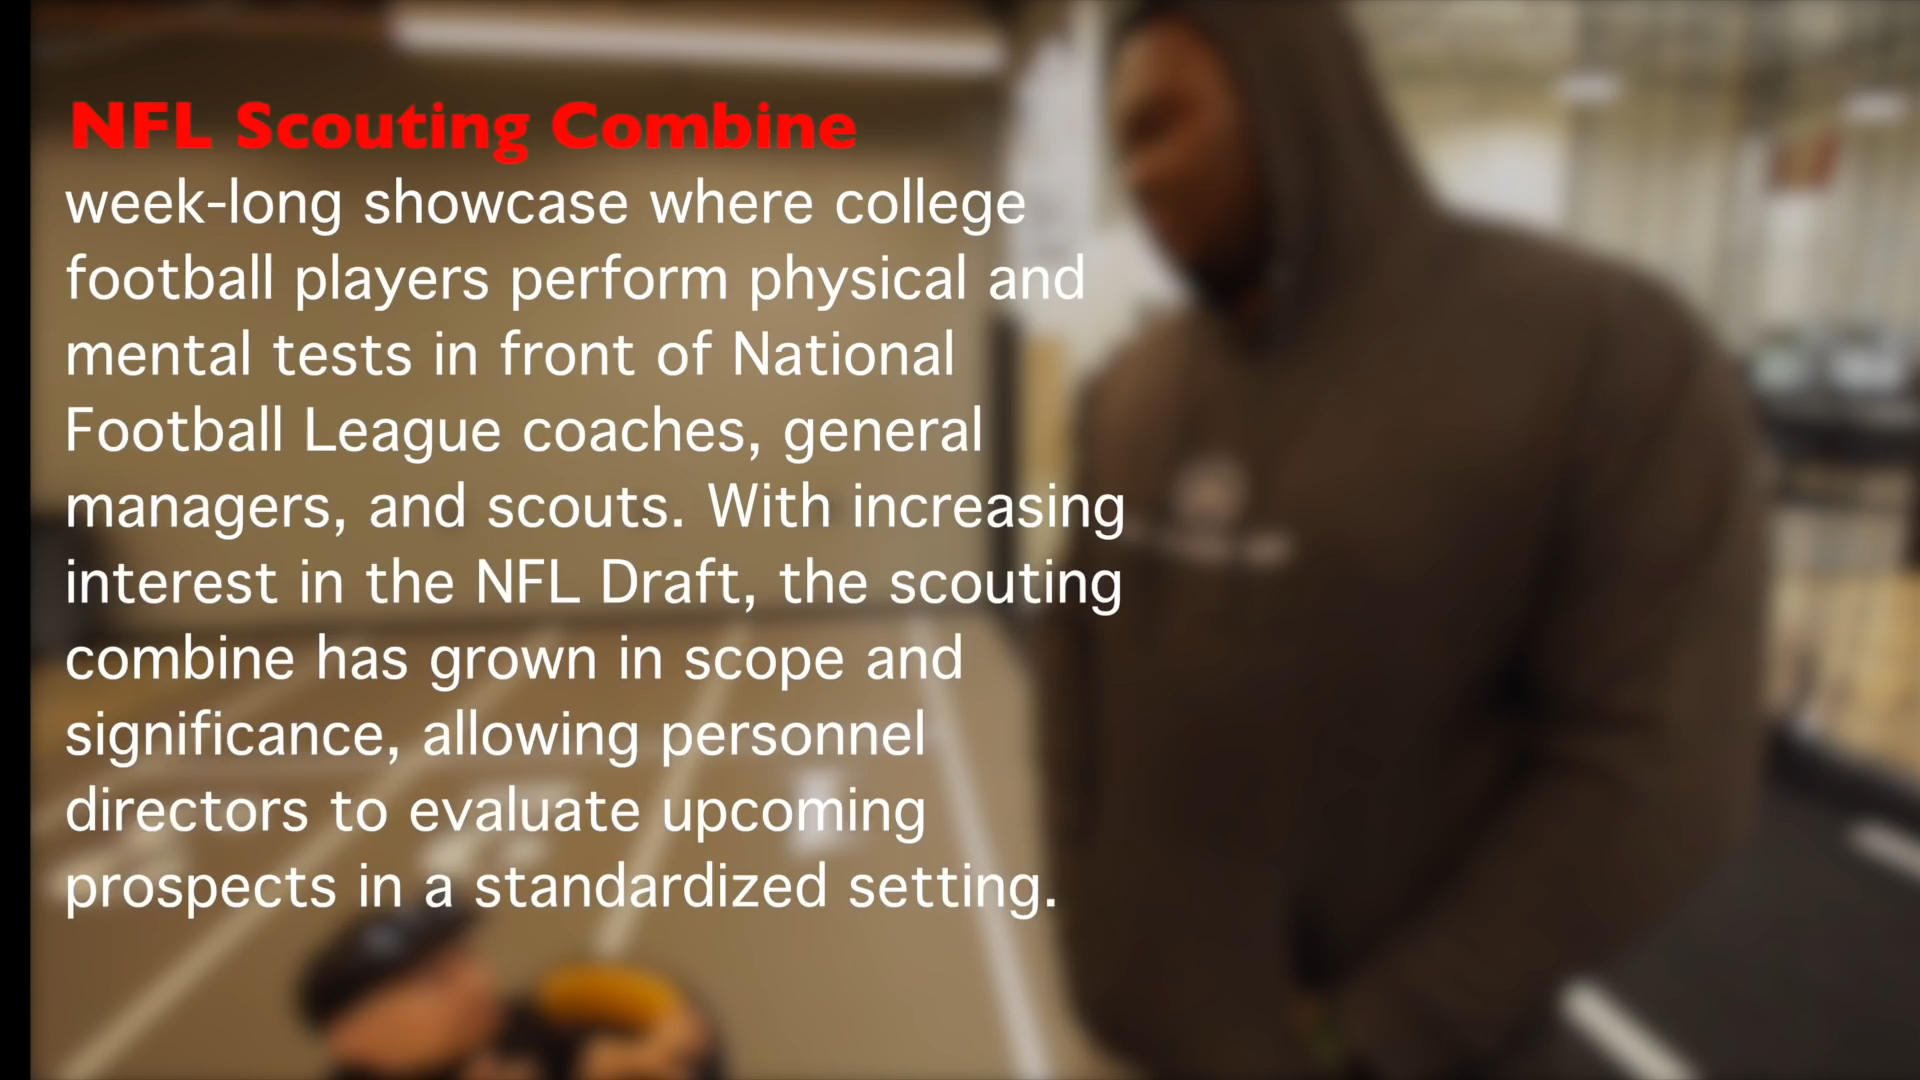 NFL Scouting Combine
week-long showcase where college
football players perform physical and
mental tests in front of National
Football League coaches, general
managers, and scouts. With increasing
interest in the NFL Draft, the scouting
combine has grown in scope and
significance, allowing personnel
directors to evaluate upcoming
prospects in a standardized setting.